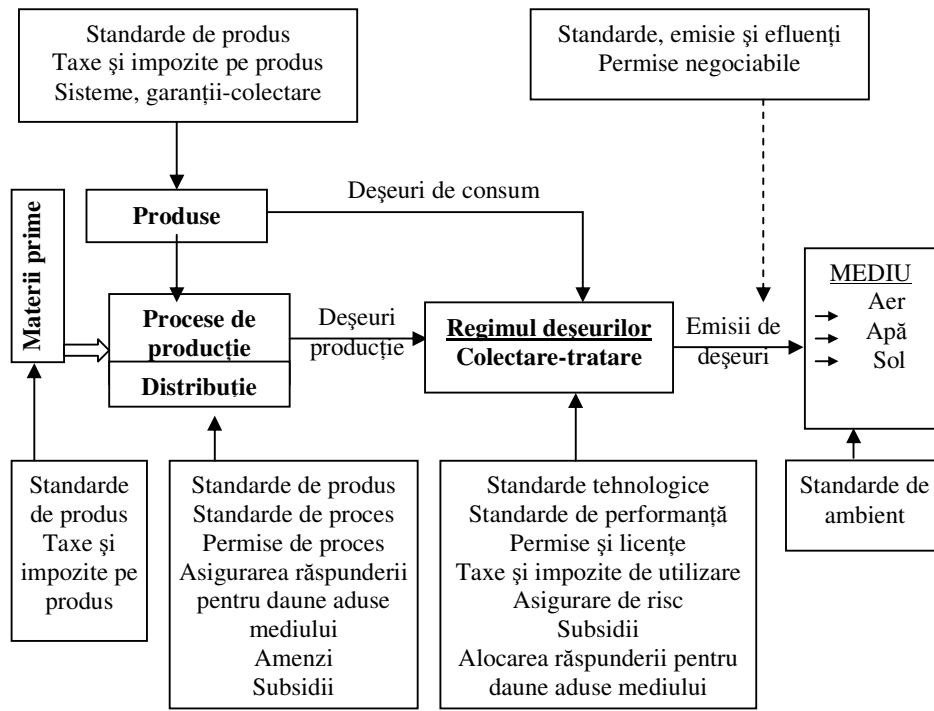 Standarde de produs
Taxe şi impozite pe produs
Sisteme, garanţii-colectare
Standarde, emisie şi efluenţi
Permise negociabile
Materii prime
Produse
Deşeuri de consum
Procese de
producţie
Distribuţie
Deşeuri
producţie
Regimul deşeurilor
Colectare-tratare
Emisii de
deşeuri
MEDIU
Aer
Apă
Sol
Standarde
de produs
Taxe şi
impozite pe
produs
Standarde de produs
Standarde de proces
Permise de proces
Asigurarea răspunderii
pentru daune aduse
mediului
Amenzi
Subsidii
Standarde tehnologice
Standarde de performanţă
Permise şi licenţe
Taxe şi impozite de utilizare
Asigurare de risc
Subsidii
Alocarea răspunderii pentru
daune aduse mediului
Standarde de
ambient